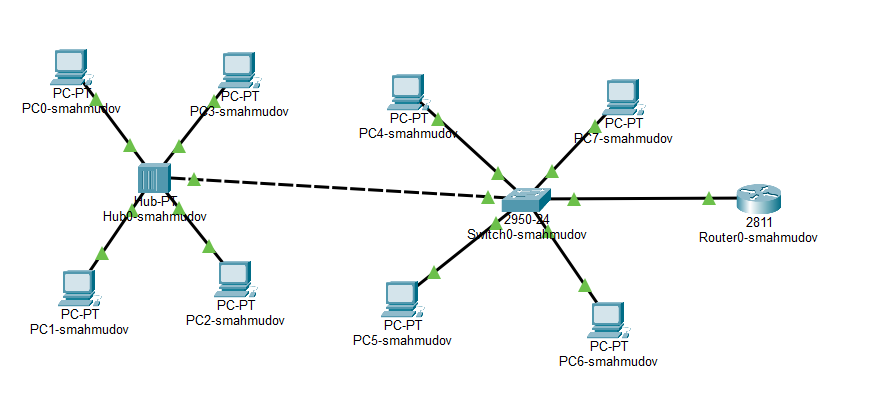 PC-PT
PC0-smahmudov
PC-PT
PC3-smahmudov
PC-PT
PC4-smahmudov
PC-PT
PC7-smahmudov
Hub-PT
Hub0-smahmudov
2950-24
Switch0-smahmudov
2811
Router0-smahmudov
PC-PT
PC1-smahmudov
PC-PT
PC2-smahmudov
PC-PT
PC5-smahmudov
PC-PT
PC6-smahmudov